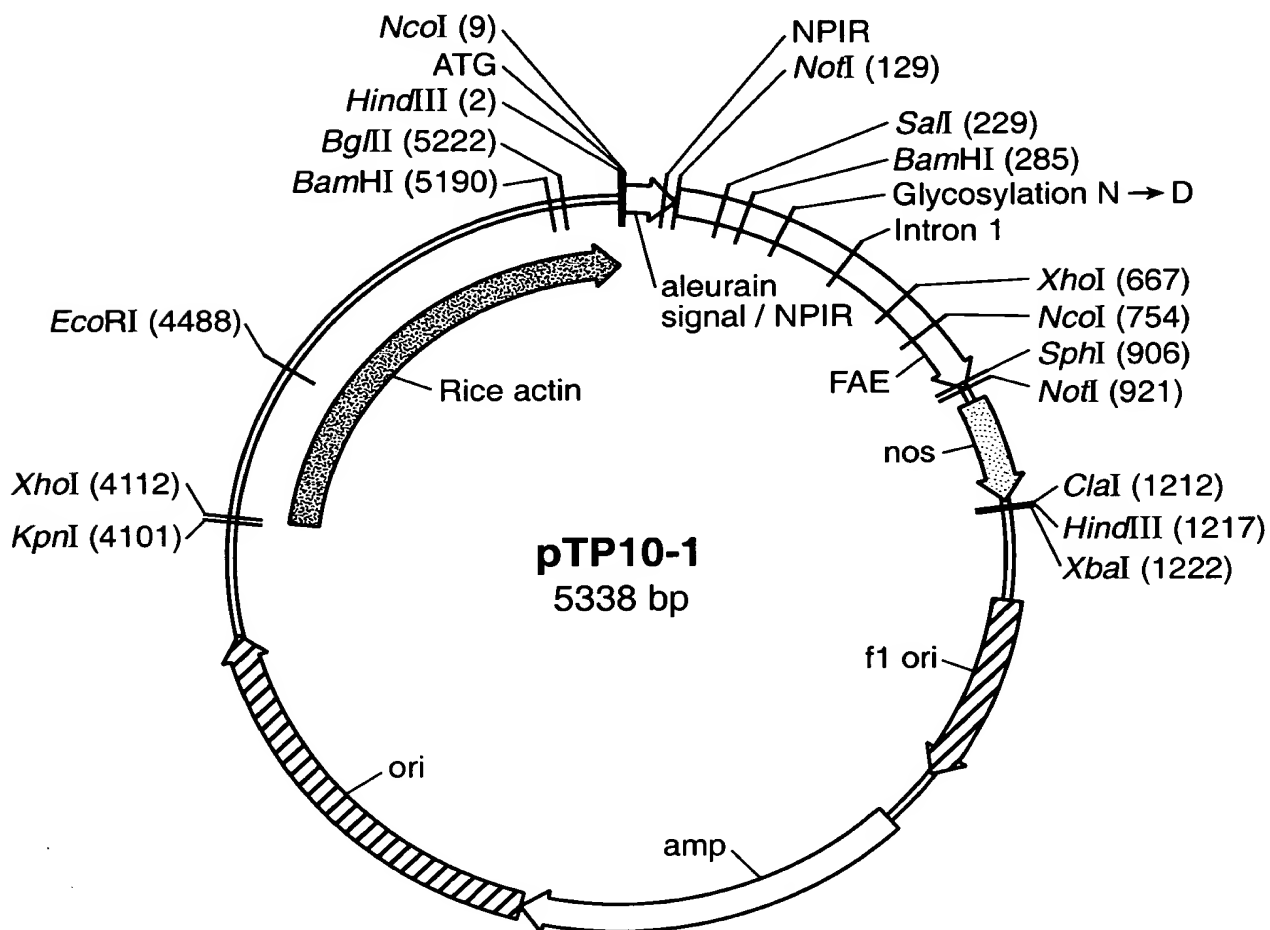 NcoI (9)
ATG
HindIII (2)
BglII (5222)
BamHI (5190)
EcoRI (4488)
XhoI (4112)
KpnI (4101)
NPIR
NotI (129)
SalI (229)
BamHI (285)
Glycosylation N → D
Intron 1
XhoI (667)
NcoI (754)
SphI (906)
NotI (921)
ClaI (1212)
HindIII (1217)
XbaI (1222)
aleurain
signal / NPIR
FAE
nos
Rice actin
pTP10-1
5338 bp
f1 ori
amp
ori